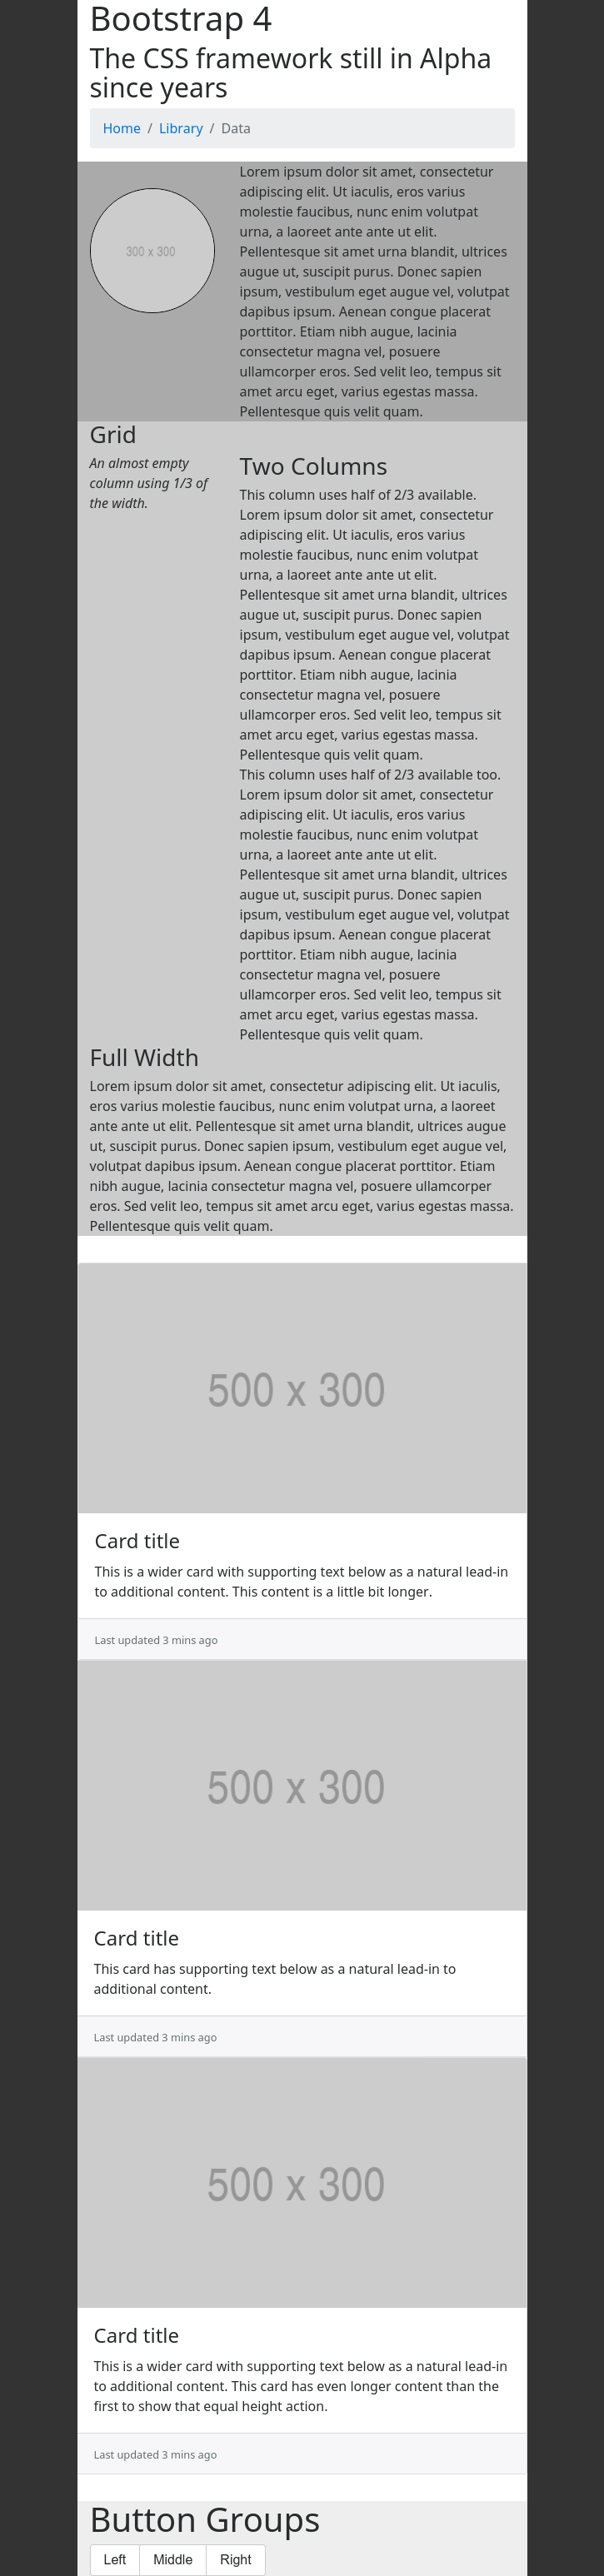 Bootstrap 4
The CSS framework still in Alpha
since years
Home / Library / Data
300 x 300
Lorem ipsum dolor sit amet, consectetur
adipiscing elit. Ut iaculis, eros varius
molestie faucibus, nunc enim volutpat
urna, a laoreet ante ante ut elit.
Pellentesque sit amet urna blandit, ultrices
augue ut, suscipit purus. Donec sapien
ipsum, vestibulum eget augue vel, volutpat
dapibus ipsum. Aenean congue placerat
porttitor. Etiam nibh augue, lacinia
consectetur magna vel, posuere
ullamcorper eros. Sed velit leo, tempus sit
amet arcu eget, varius egestas massa.
Pellentesque quis velit quam.
Grid
An almost empty
column using 1/3 of
the width.
Two Columns
This column uses half of 2/3 available.
Lorem ipsum dolor sit amet, consectetur
adipiscing elit. Ut iaculis, eros varius
molestie faucibus, nunc enim volutpat
urna, a laoreet ante ante ut elit.
Pellentesque sit amet urna blandit, ultrices
augue ut, suscipit purus. Donec sapien
ipsum, vestibulum eget augue vel, volutpat
dapibus ipsum. Aenean congue placerat
porttitor. Etiam nibh augue, lacinia
consectetur magna vel, posuere
ullamcorper eros. Sed velit leo, tempus sit
amet arcu eget, varius egestas massa.
Pellentesque quis velit quam.
This column uses half of 2/3 available too.
Lorem ipsum dolor sit amet, consectetur
adipiscing elit. Ut iaculis, eros varius
molestie faucibus, nunc enim volutpat
urna, a laoreet ante ante ut elit.
Pellentesque sit amet urna blandit, ultrices
augue ut, suscipit purus. Donec sapien
ipsum, vestibulum eget augue vel, volutpat
dapibus ipsum. Aenean congue placerat
porttitor. Etiam nibh augue, lacinia
consectetur magna vel, posuere
ullamcorper eros. Sed velit leo, tempus sit
amet arcu eget, varius egestas massa.
Pellentesque quis velit quam.
Full Width
Lorem ipsum dolor sit amet, consectetur adipiscing elit. Ut iaculis,
eros varius molestie faucibus, nunc enim volutpat urna, a laoreet
ante ante ut elit. Pellentesque sit amet urna blandit, ultrices augue
ut, suscipit purus. Donec sapien ipsum, vestibulum eget augue vel,
volutpat dapibus ipsum. Aenean congue placerat porttitor. Etiam
nibh augue, lacinia consectetur magna vel, posuere ullamcorper
eros. Sed velit leo, tempus sit amet arcu eget, varius egestas massa.
Pellentesque quis velit quam.
500 x 300
Card title
This is a wider card with supporting text below as a natural lead-in
to additional content. This content is a little bit longer.
Last updated 3 mins ago
500 x 300
Card title
This card has supporting text below as a natural lead-in to
additional content.
Last updated 3 mins ago
500 x 300
Card title
This is a wider card with supporting text below as a natural lead-in
to additional content. This card has even longer content than the
first to show that equal height action.
Last updated 3 mins ago
Button Groups
Left Middle Right